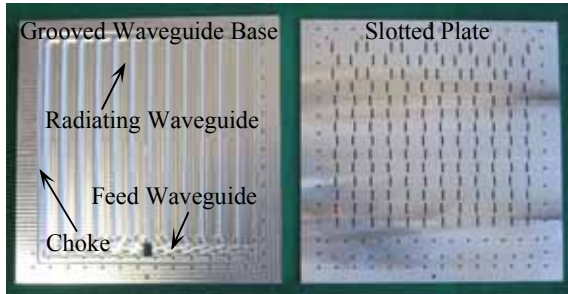 Grooved Waveguide Base
Slotted Plate
Radiating Waveguide
Feed Waveguide
Choke